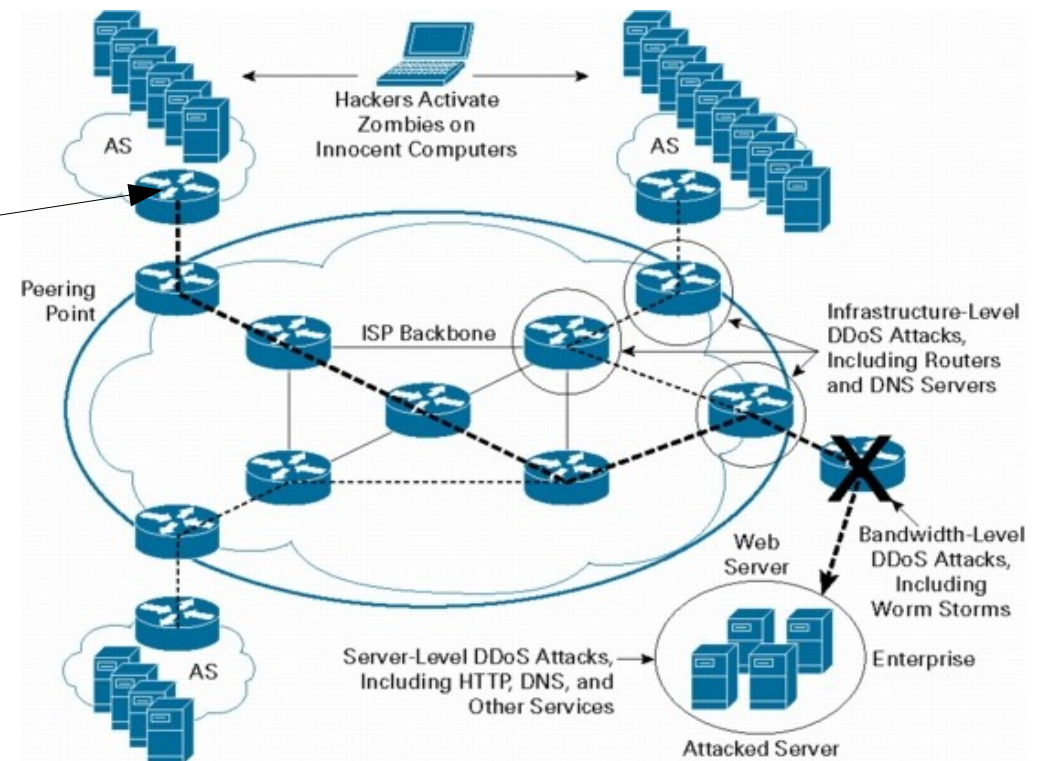 Hackers Activate
Zombies on
Innocent Computers
AS
AS
Peering
Point
ISP Backbone
Infrastructure-Level
DDoS Attacks,
Including Routers
and DNS Servers
Bandwidth-Level
DDoS Attacks,
Including
Worm Storms
Web
Server
AS
Server-Level DDoS Attacks,
Including HTTP, DNS, and
Other Services
Enterprise
Attacked Server